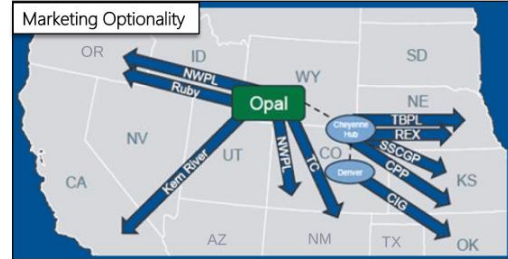 Marketing Optionality
OR
ID
SD
NWPL
WY
Ruby
Opal
NE
TBPL
Cheyenne
Hub
REX
NV
UT
CO
SSCGP
CPP
NWPL
TC
Kern River
Denver
KS
CA
CIG
AZ
NM
TX
OK